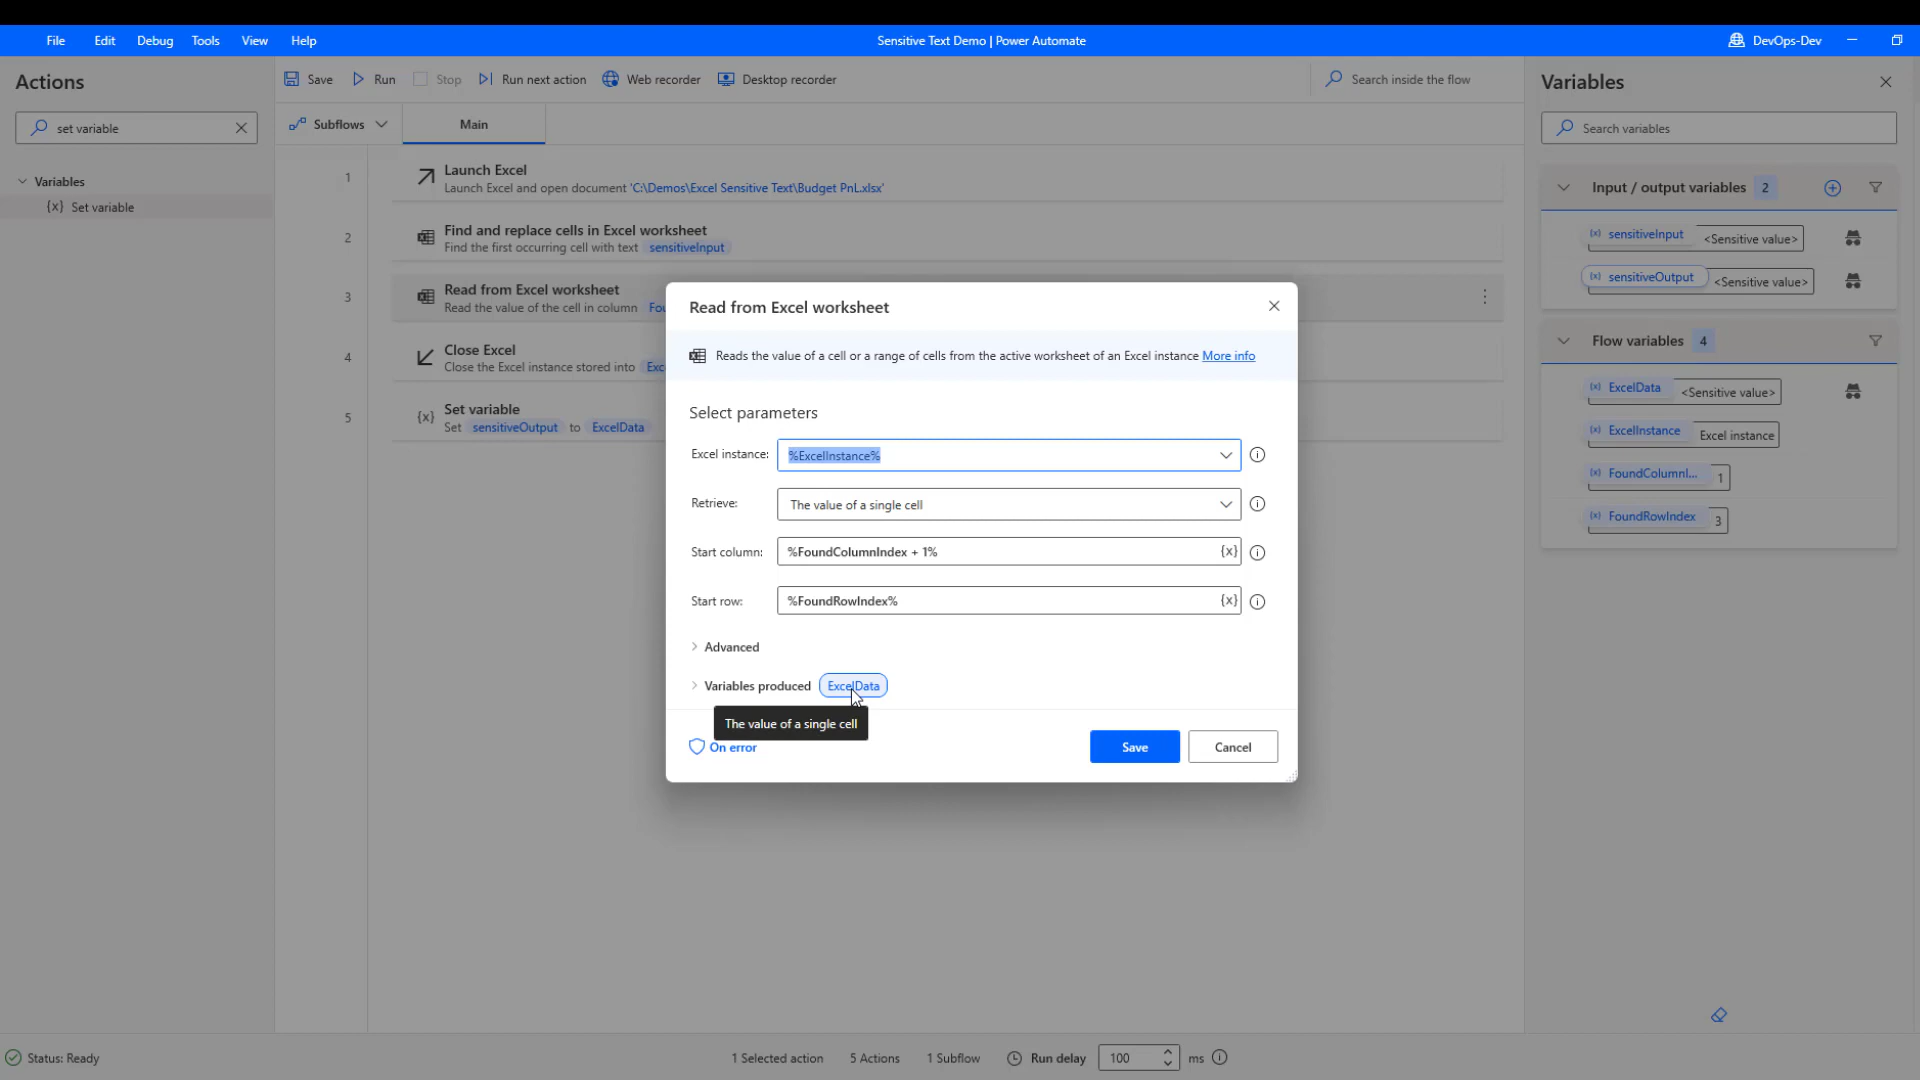 File Edit Debug Tools View Help
Sensitive Text Demo | Power Automate
DevOps-Dev
Actions
set variable
Variables
{x} Set variable
Save Run Stop Run next action Web recorder Desktop recorder
Search inside the flow
Subflows
Main
1
Launch Excel
Launch Excel and open document 'C:\Demos\Excel Sensitive Text\Budget PnL.xlsx'
2
Find and replace cells in Excel worksheet
Find the first occurring cell with text sensitiveInput
3
Read from Excel worksheet
Read the value of the cell in column Fou
4
Close Excel
Close the Excel instance stored into Exc
5
{x} Set variable
Set sensitiveOutput to ExcelData
Read from Excel worksheet
Reads the value of a cell or a range of cells from the active worksheet of an Excel instance More info
Select parameters
Excel instance: %ExcelInstance%
Retrieve: The value of a single cell
Start column: %FoundColumnIndex + 1% {x}
Start row: %FoundRowIndex% {x}
Advanced
Variables produced ExcelData
The value of a single cell
On error
Save
Cancel
Variables
Search variables
Input / output variables 2
{x} sensitiveInput <Sensitive value>
{x} sensitiveOutput <Sensitive value>
Flow variables 4
{x} ExcelData <Sensitive value>
{x} ExcelInstance Excel instance
{x} FoundColumnI... 1
{x} FoundRowIndex 3
Status: Ready
1 Selected action
5 Actions
1 Subflow
Run delay 100 ms